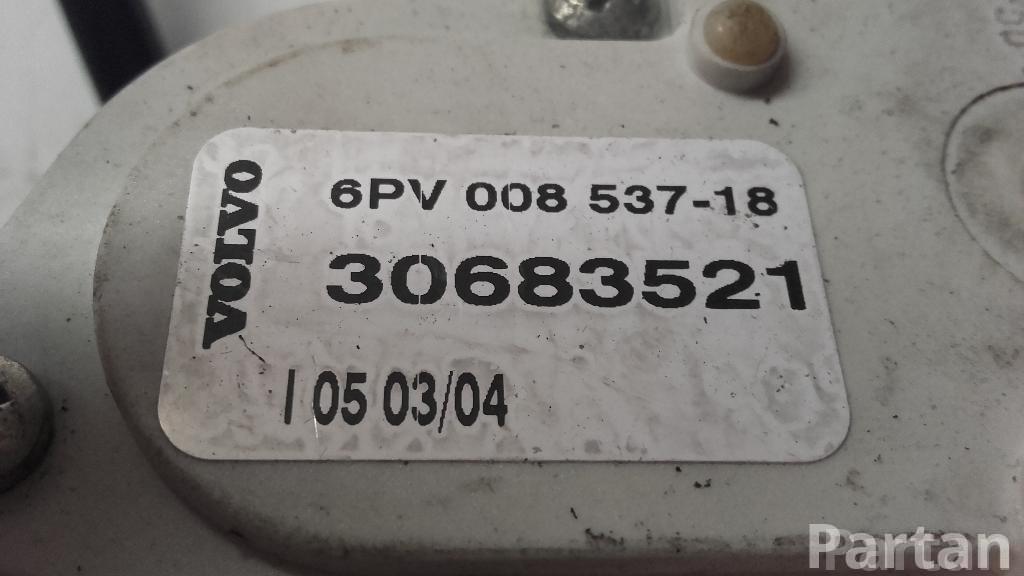 VOLVO
6PV 008 537-18
30683521
I 05 03/04
Partan